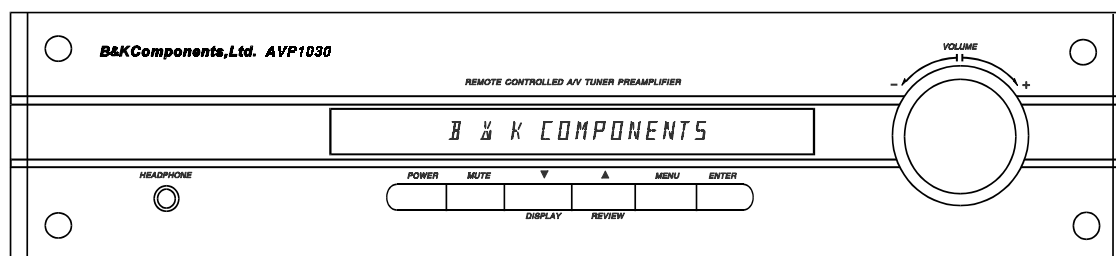 B&KComponents,Ltd. AVP1030
VOLUME
REMOTE CONTROLLED A/V TUNER PREAMPLIFIER
- +
B & K COMPONENTS
HEADPHONE
POWER MUTE ▼ ▲ MENU ENTER
DISPLAY REVIEW